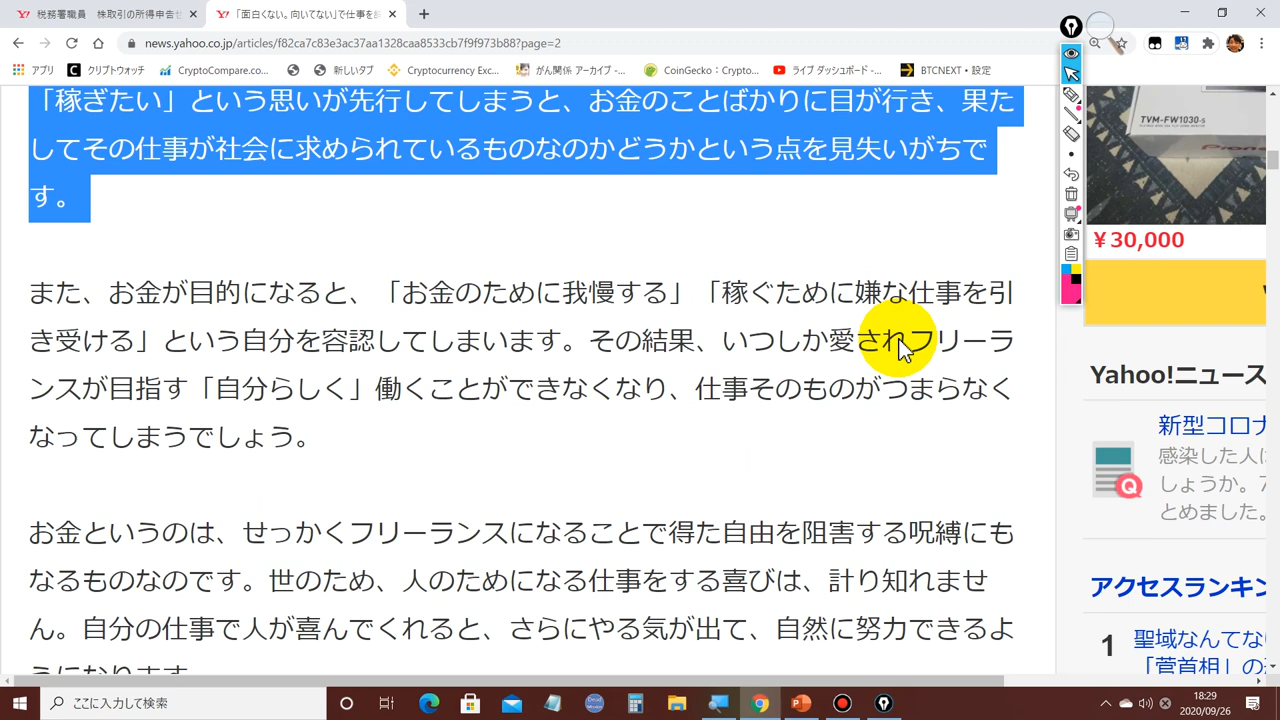 税務署職員 株取引の所得申告せ
「面白くない。向いてない」で仕事を
news.yahoo.co.jp/articles/f82ca7c83e3ac37aa1328caa8533cb7f9f973b88?page=2
アプリ クリプトウォッチ CryptoCompare.co... 新しいタブ Cryptocurrency Exc... がん関係 アーカイブ -... CoinGecko：Crypto... ライブ ダッシュボード -... BTCNEXT • 設定
「稼ぎたい」という思いが先行してしまうと、お金のことばかりに目が行き、果た
してその仕事が社会に求められているものなのかどうかという点を見失いがちで
す。
また、お金が目的になると、「お金のために我慢する」「稼ぐために嫌な仕事を引
き受ける」という自分を容認してしまいます。その結果、いつしか愛されフリーラ
ンスが目指す「自分らしく」働くことができなくなり、仕事そのものがつまらなく
なってしまうでしょう。
お金というのは、せっかくフリーランスになることで得た自由を阻害する呪縛にも
なるものなのです。世のため、人のためになる仕事をする喜びは、計り知れませ
ん。自分の仕事で人が喜んでくれると、さらにやる気が出て、自然に努力できるよ
うになります。
TVM-FW1030-S
¥30,000
Yahoo!ニュース
新型コロナ
感染した人に
しょうか。
とめました。
アクセスランキン
1 聖域なんてな
「菅首相」の
ここに入力して検索
18:29
2020/09/26